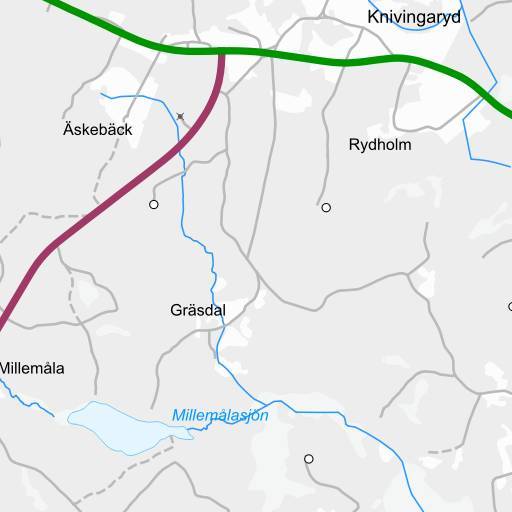 Knivingaryd
Äskebäck
Rydholm
Gräsdal
Millemåla
Millemålasjön